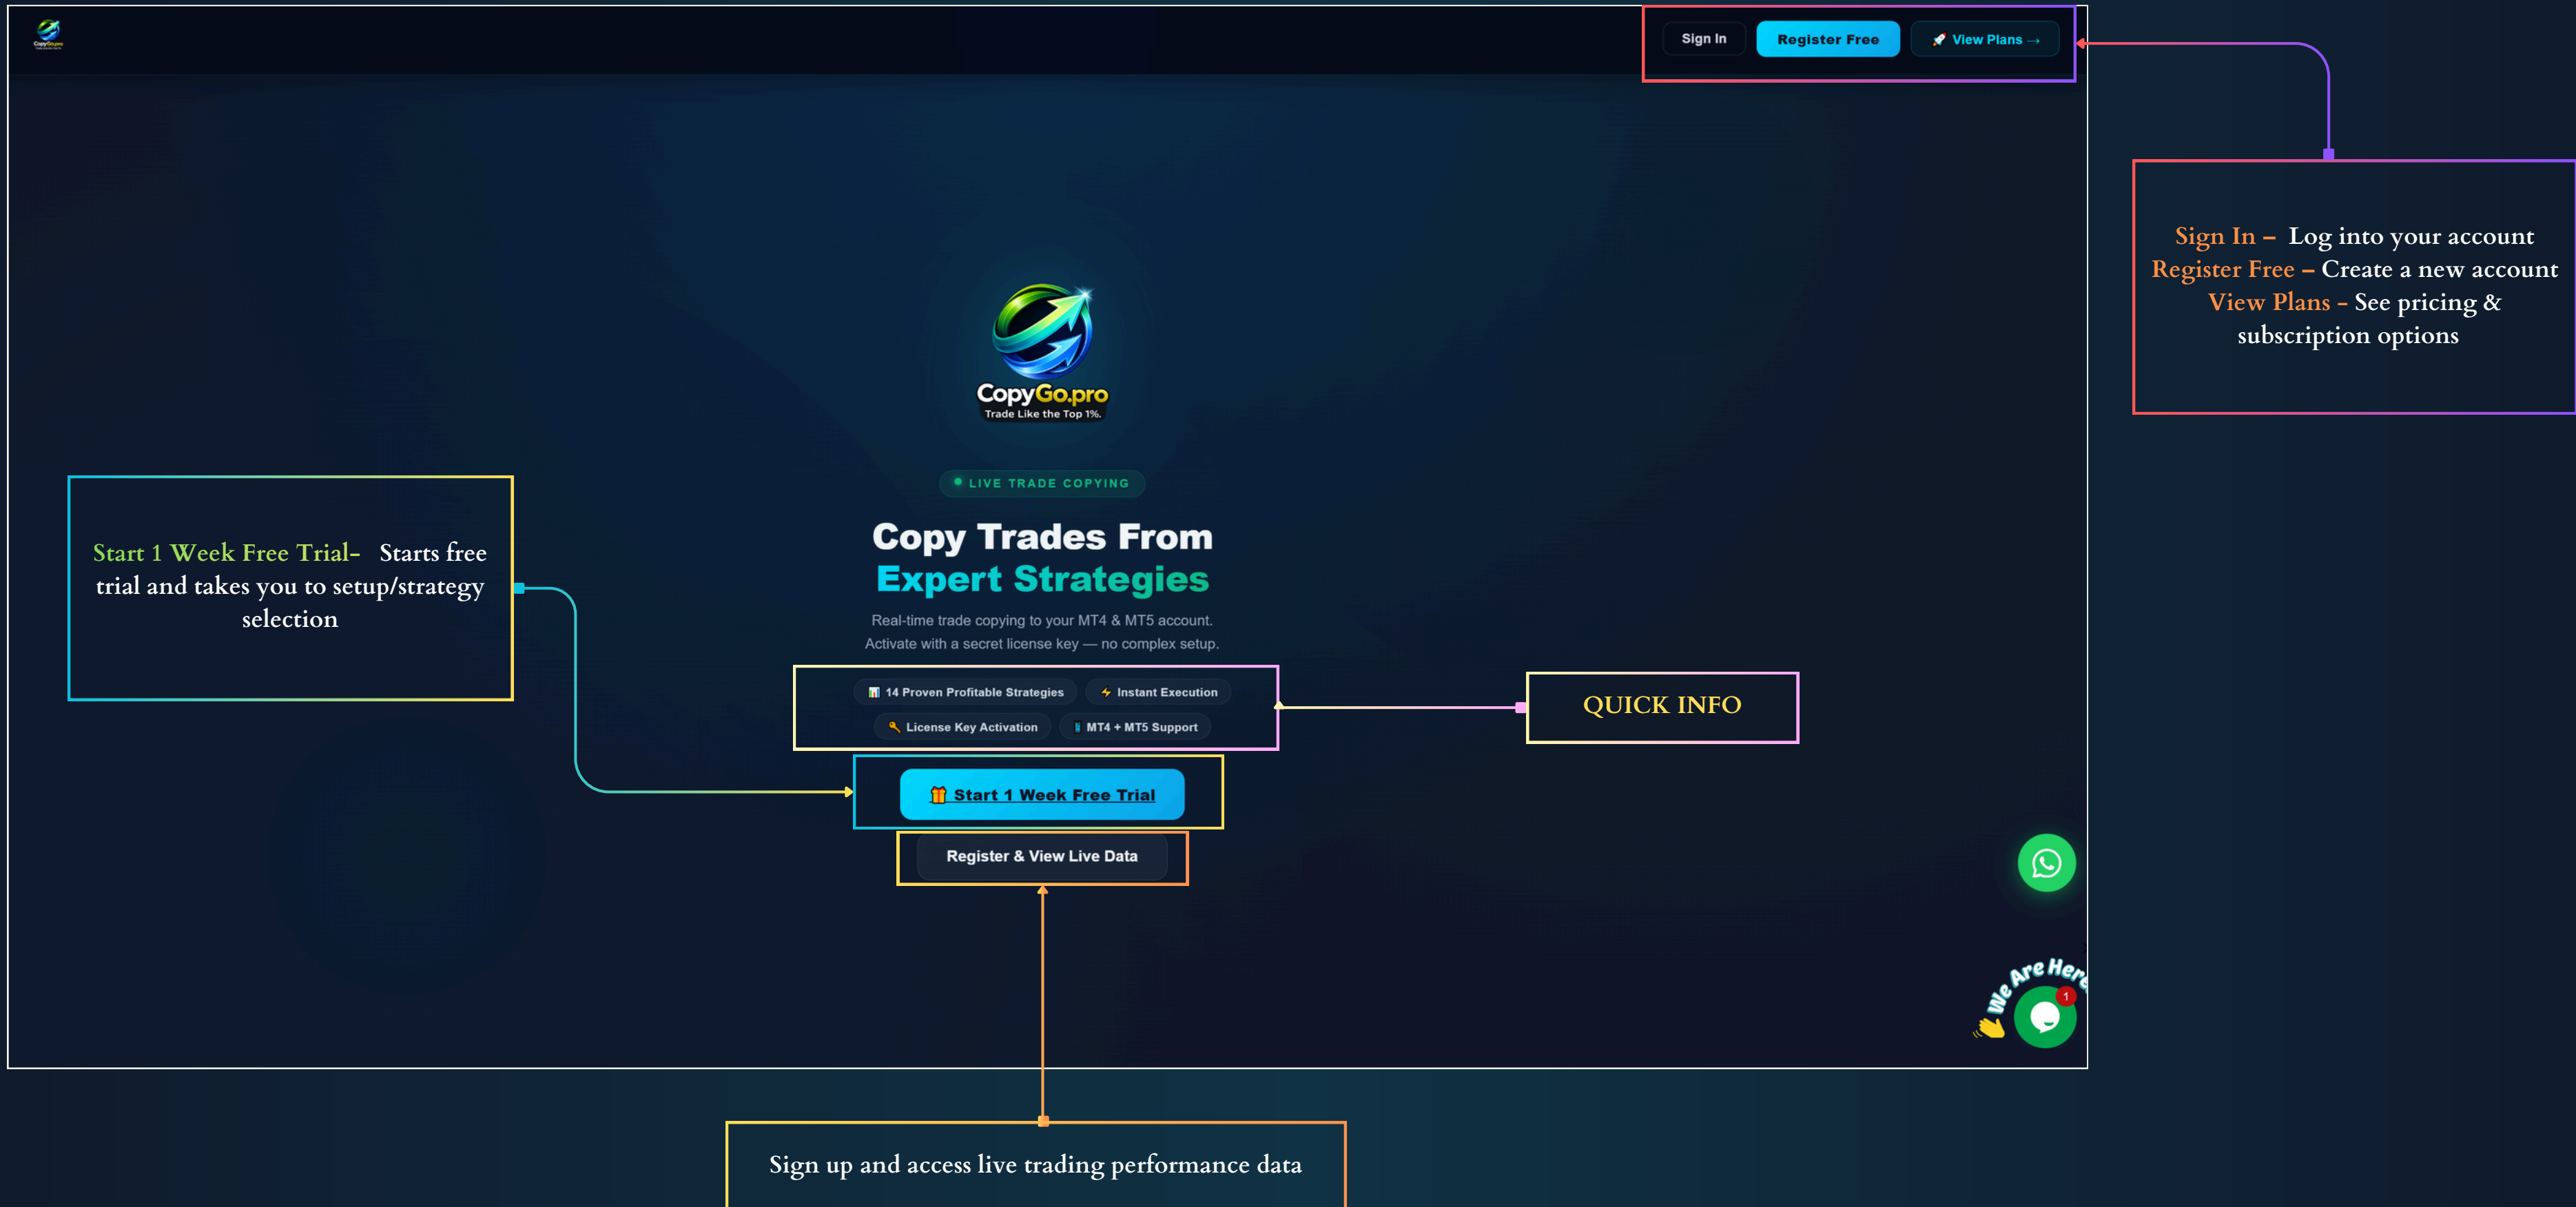 CopyGo.pro
Sign In
Register Free
🚀 View Plans →
Sign In – Log into your account
Register Free – Create a new account
View Plans - See pricing &
subscription options
CopyGo.pro
Trade Like the Top 1%.
LIVE TRADE COPYING
Copy Trades From
Expert Strategies
Real-time trade copying to your MT4 & MT5 account.
Activate with a secret license key — no complex setup.
Start 1 Week Free Trial- Starts free
trial and takes you to setup/strategy
selection
14 Proven Profitable Strategies
Instant Execution
License Key Activation
MT4 + MT5 Support
QUICK INFO
Start 1 Week Free Trial
Register & View Live Data
We Are Here
1
Sign up and access live trading performance data